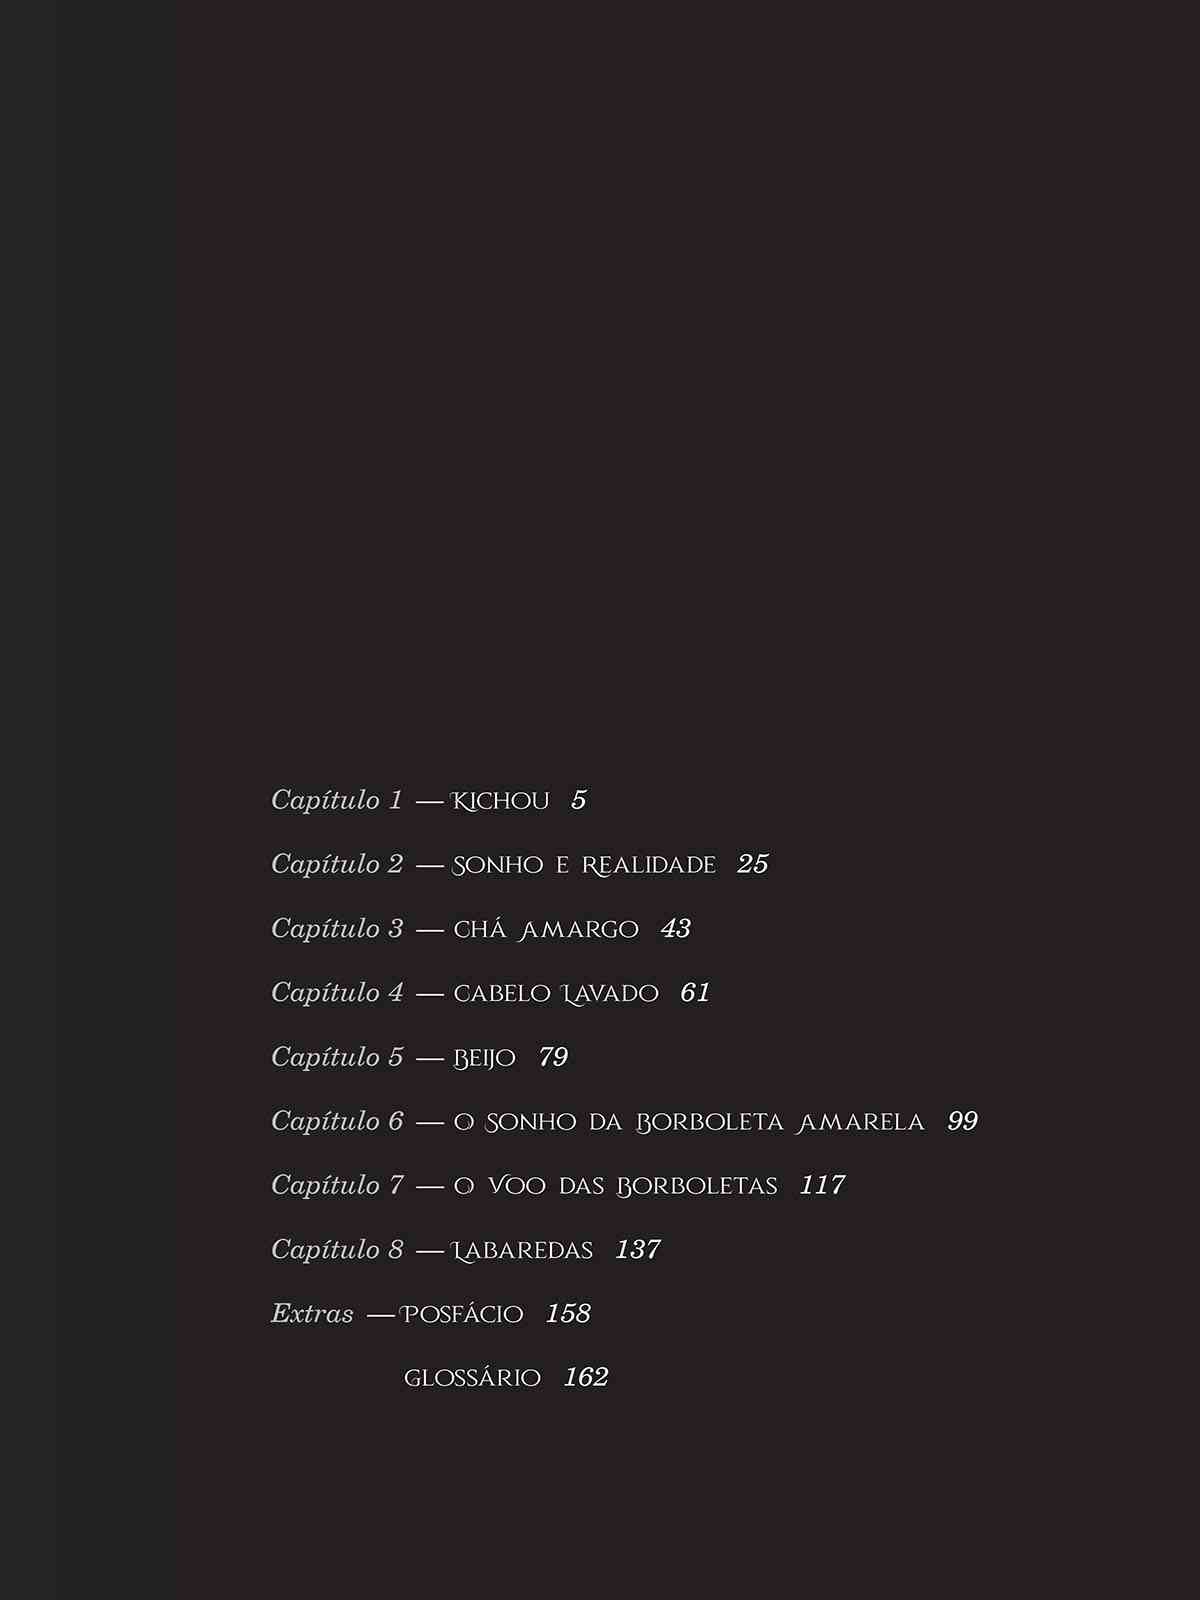 Capítulo 1 — Kichou 5
Capítulo 2 — Sonho e Realidade 25
Capítulo 3 — Chá Amargo 43
Capítulo 4 — Cabelo Lavado 61
Capítulo 5 — Beijo 79
Capítulo 6 — O Sonho da Borboleta Amarela 99
Capítulo 7 — O Voo das Borboletas 117
Capítulo 8 — Labaredas 137
Extras — Posfácio 158
Glossário 162